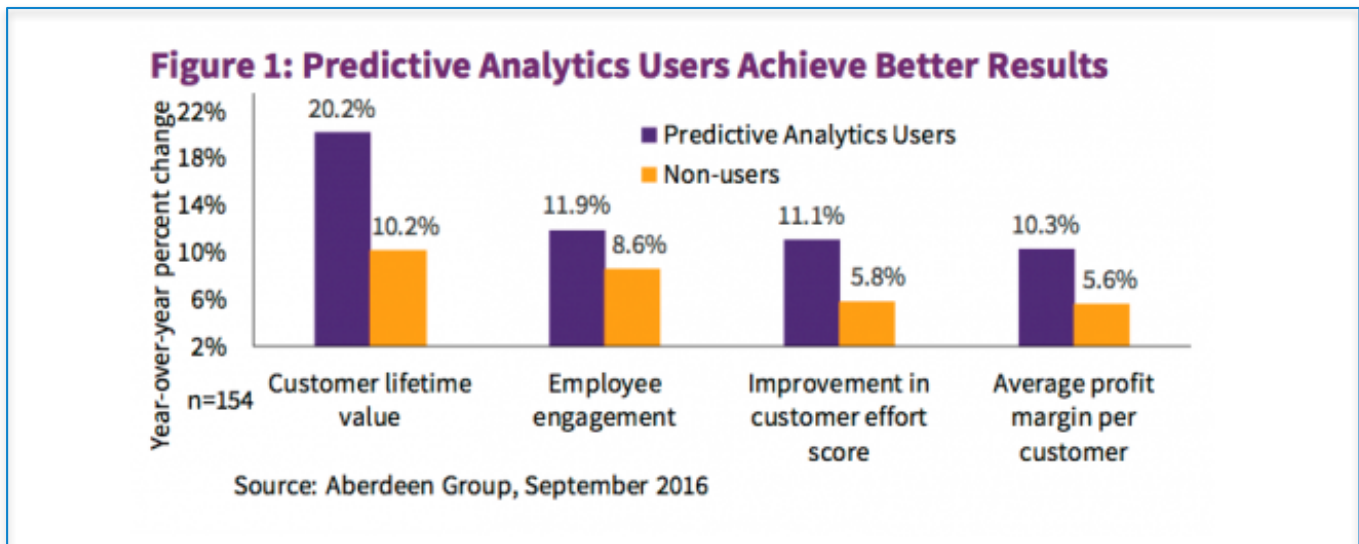 Figure 1: Predictive Analytics Users Achieve Better Results
Year-over-year percent change
22%
18%
14%
10%
6%
2%
20.2%
10.2%
11.9%
8.6%
11.1%
5.8%
10.3%
5.6%
Predictive Analytics Users
Non-users
n=154
Customer lifetime
value
Employee
engagement
Improvement in
customer effort
score
Average profit
margin per
customer
Source: Aberdeen Group, September 2016